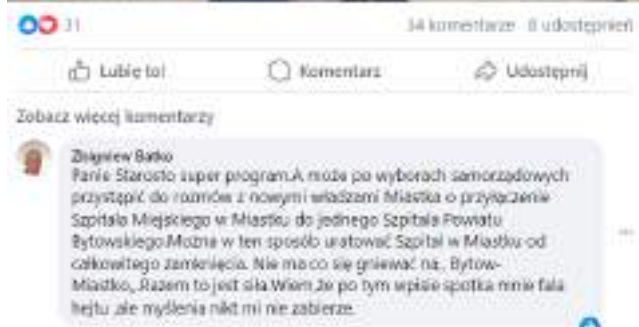 31 34 komentarze 8 udostępnień
Lubię to! Komentarz Udostępnij
Zobacz więcej komentarzy
Zbigniew Batko
Panie Starosto super program.A może po wyborach samorządowych
przystąpić do rozmów z nowymi władzami Miastka o przyłączenie
Szpitala Miejskiego w Miastku do jednego Szpitala Powiatu
Bytowskiego.Można w ten sposób uratować Szpital w Miastku od
całkowitego zamknięcia. Nie ma co się gniewać na,, Bytow-
Miastko,, Razem to jest siła.Wiem,że po tym wpisie spotka mnie fala
hejtu ,ale myślenia nikt mi nie zabierze.